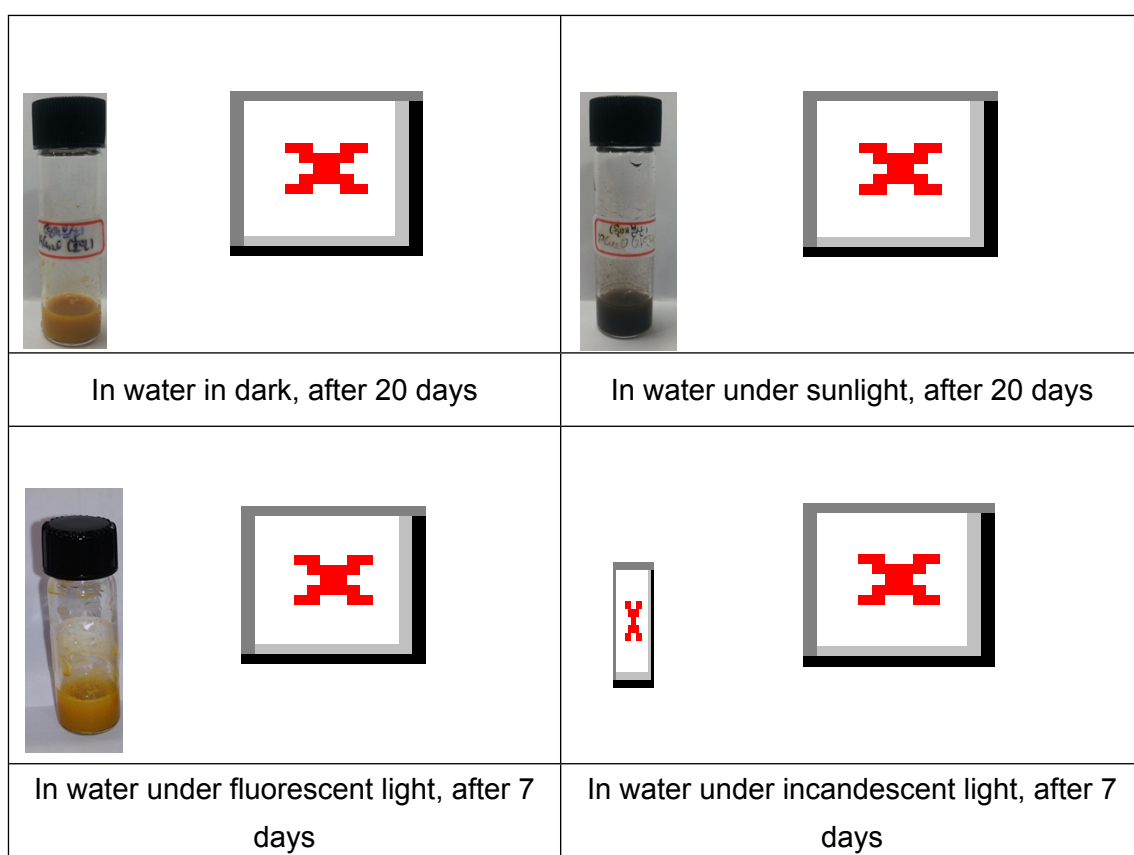 In water in dark, after 20 days
In water under sunlight, after 20 days
In water under fluorescent light, after 7
days
In water under incandescent light, after 7
days